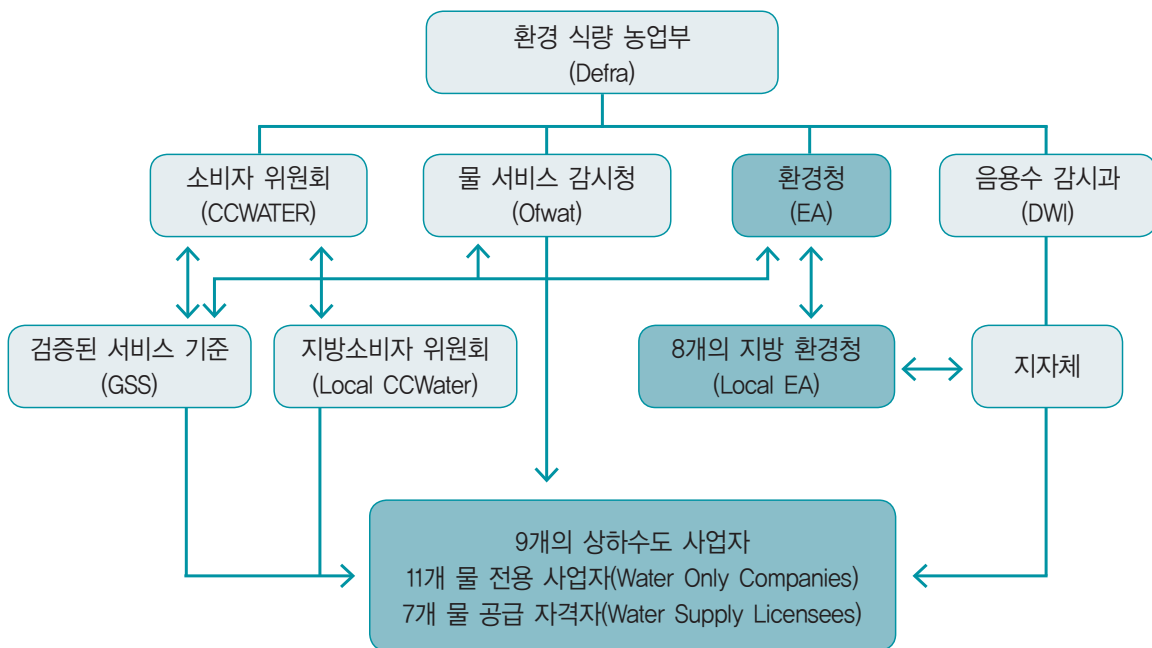 환경 식량 농업부
(Defra)
소비자 위원회
(CCWATER)
물 서비스 감시청
(Ofwat)
환경청
(EA)
음용수 감시과
(DWI)
검증된 서비스 기준
(GSS)
지방소비자 위원회
(Local CCWater)
8개의 지방 환경청
(Local EA)
지자체
9개의 상하수도 사업자
11개 물 전용 사업자(Water Only Companies)
7개 물 공급 자격자(Water Supply Licensees)